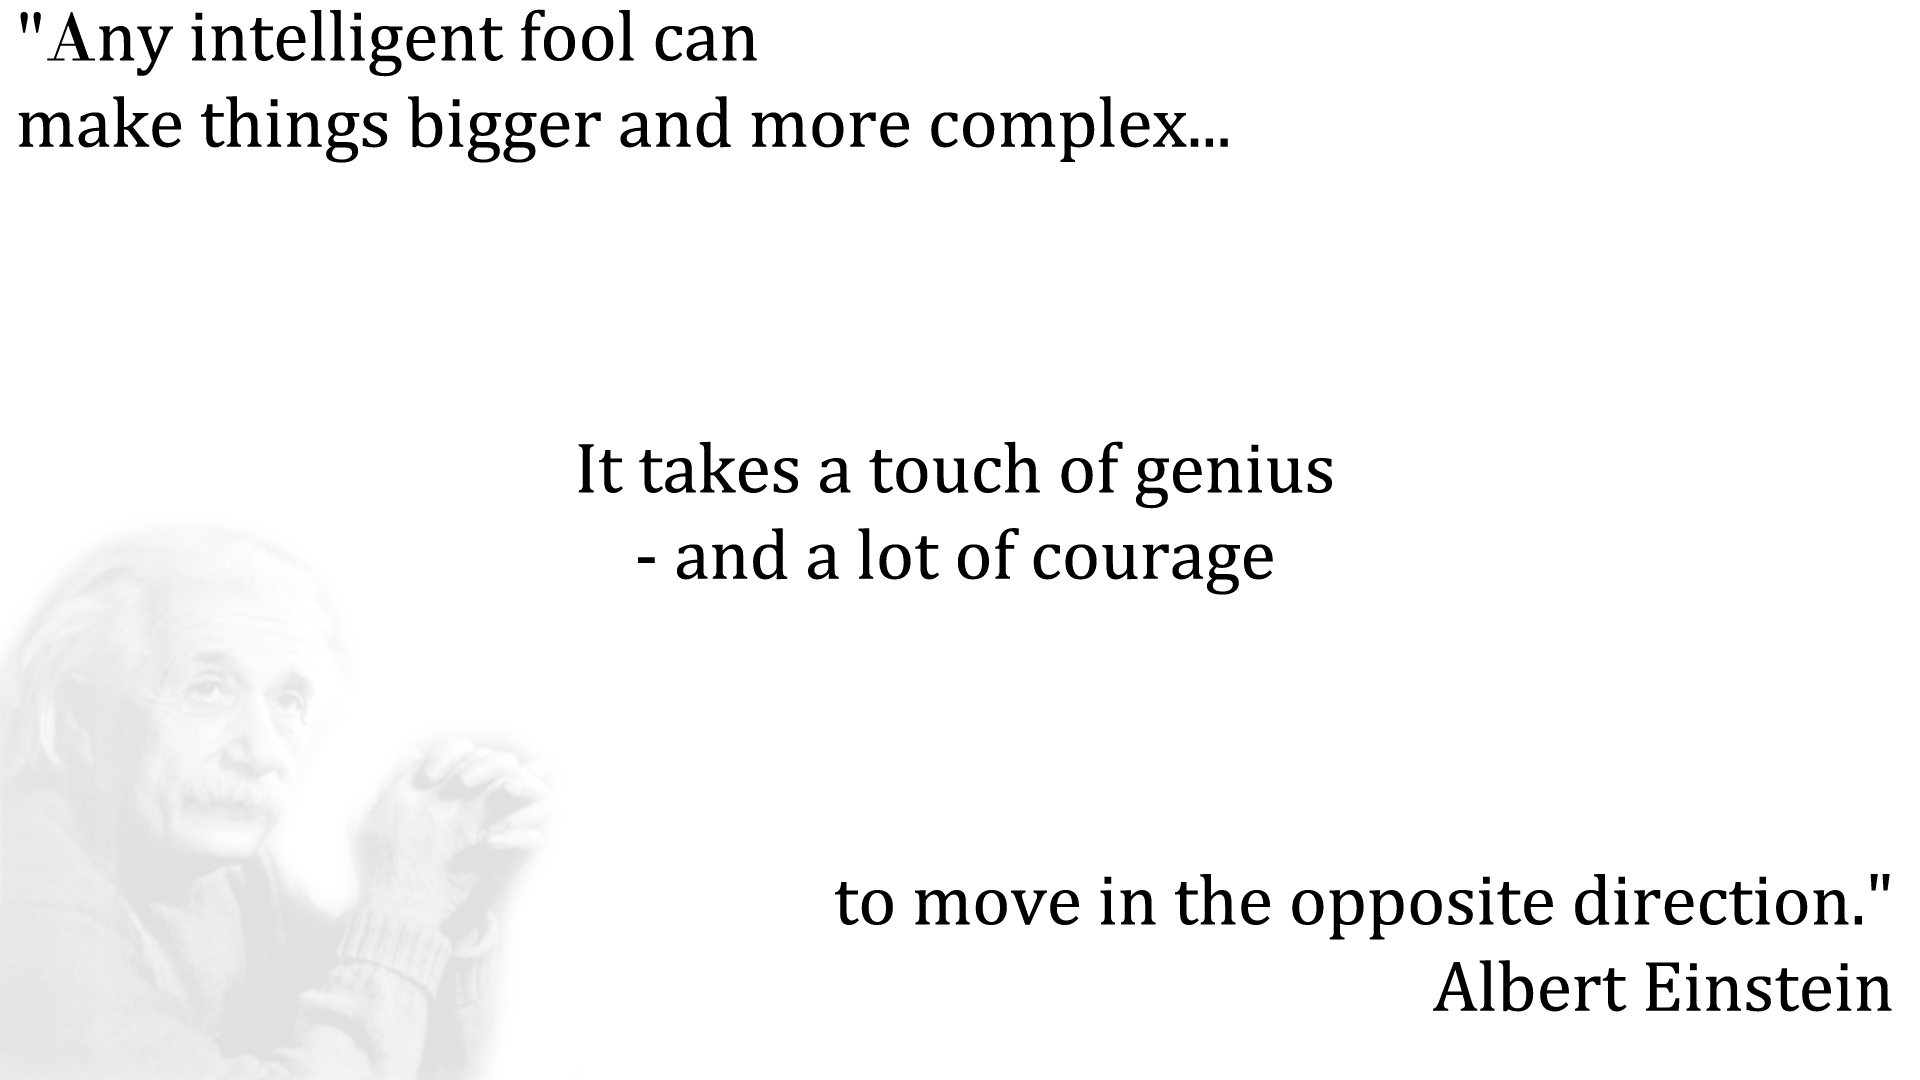 "Any intelligent fool can
make things bigger and more complex...
It takes a touch of genius
- and a lot of courage
to move in the opposite direction."
Albert Einstein